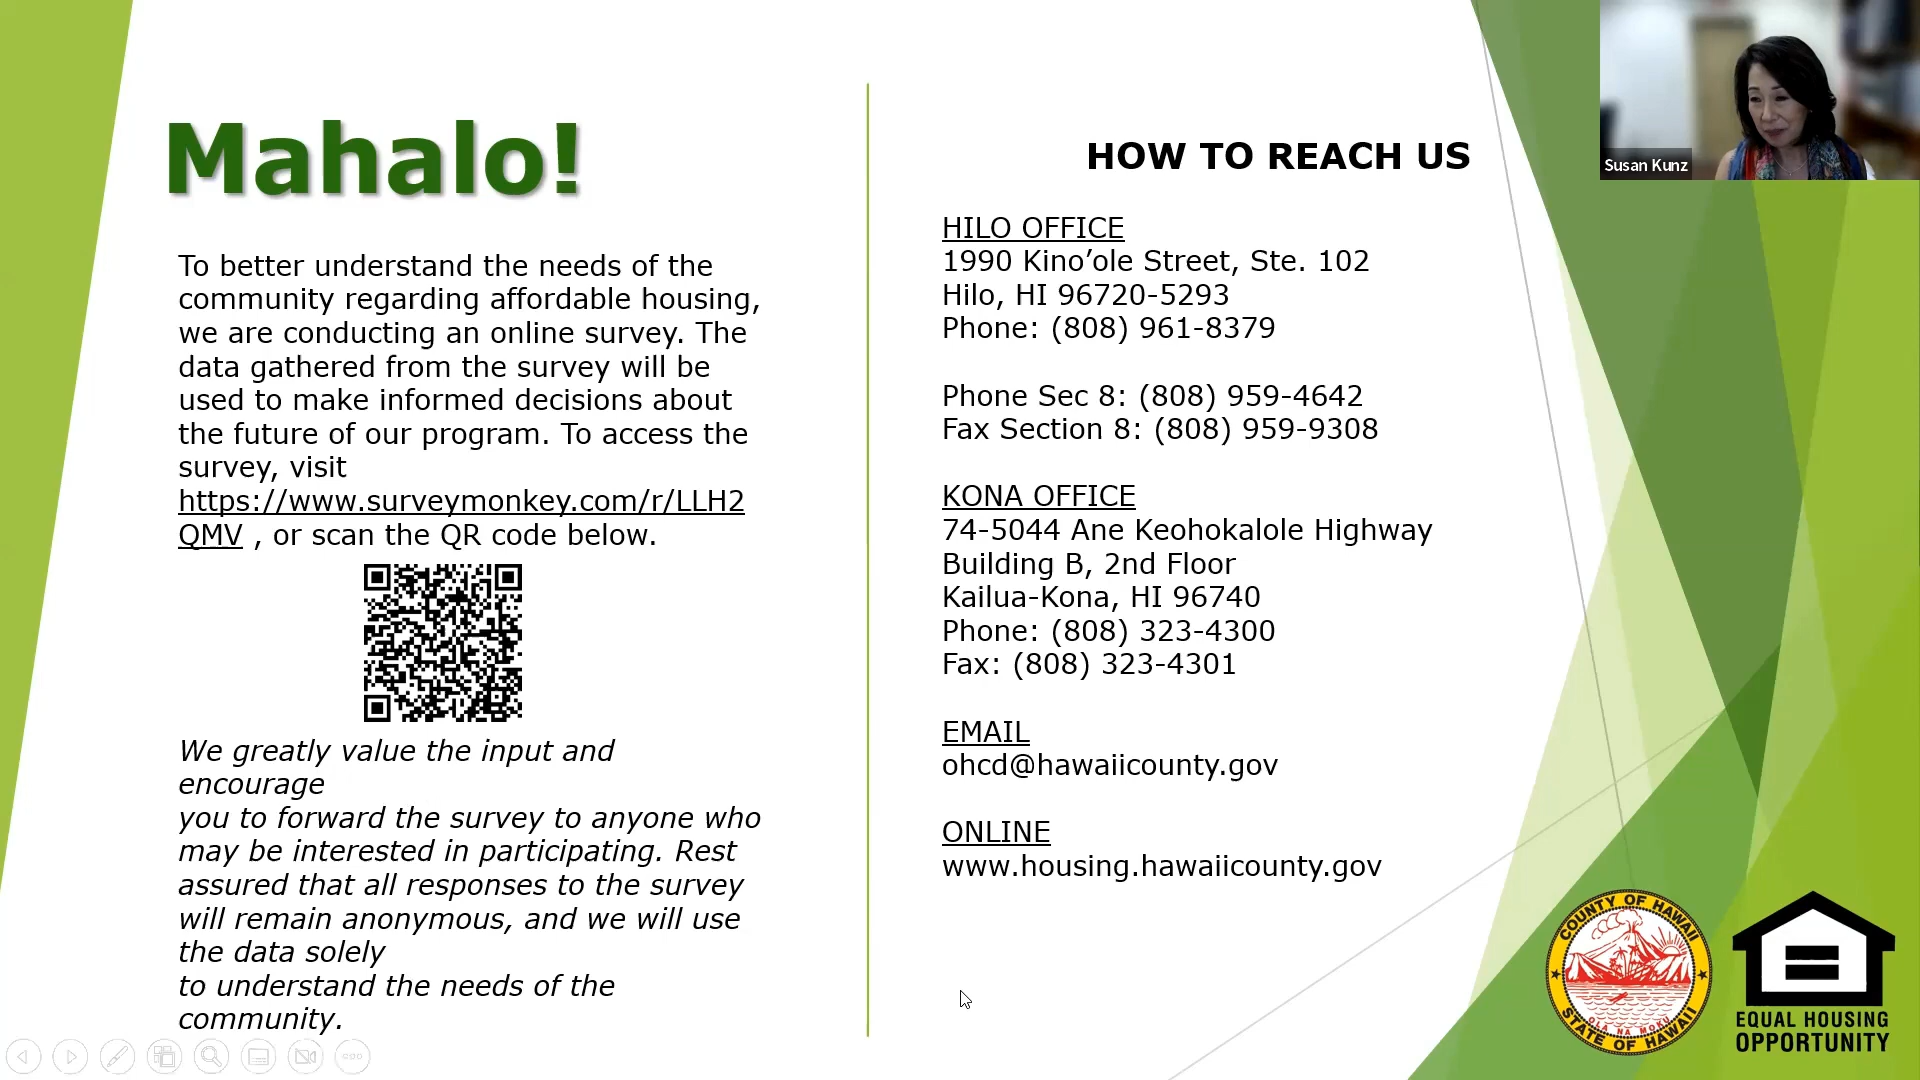 Mahalo!
To better understand the needs of the
community regarding affordable housing,
we are conducting an online survey. The
data gathered from the survey will be
used to make informed decisions about
the future of our program. To access the
survey, visit
https://www.surveymonkey.com/r/LLH2
QMV , or scan the QR code below.
We greatly value the input and
encourage
you to forward the survey to anyone who
may be interested in participating. Rest
assured that all responses to the survey
will remain anonymous, and we will use
the data solely
to understand the needs of the
community.
HOW TO REACH US
HILO OFFICE
1990 Kino’ole Street, Ste. 102
Hilo, HI 96720-5293
Phone: (808) 961-8379
Phone Sec 8: (808) 959-4642
Fax Section 8: (808) 959-9308
KONA OFFICE
74-5044 Ane Keohokalole Highway
Building B, 2nd Floor
Kailua-Kona, HI 96740
Phone: (808) 323-4300
Fax: (808) 323-4301
EMAIL
ohcd@hawaiicounty.gov
ONLINE
www.housing.hawaiicounty.gov
Susan Kunz
COUNTY OF HAWAII
OLA NA MOKU
STATE OF HAWAII
EQUAL HOUSING
OPPORTUNITY